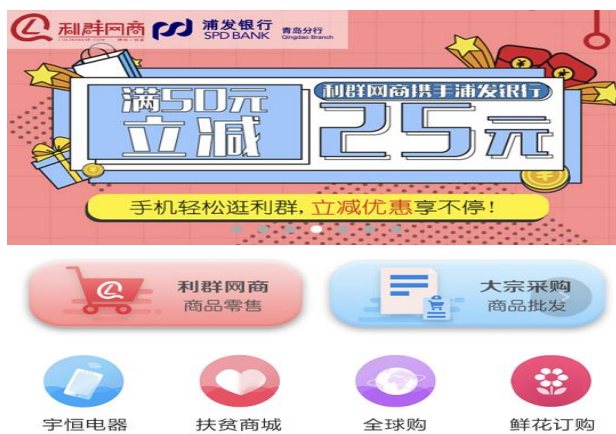 利群网商 浦发银行 青岛分行
SPD BANK Qingdao Branch
利群网商携手浦发银行
满50元
立减 25元
手机轻松逛利群,立减优惠享不停!
利群网商 大宗采购
商品零售 商品批发
宇恒电器 扶贫商城 全球购 鲜花订购